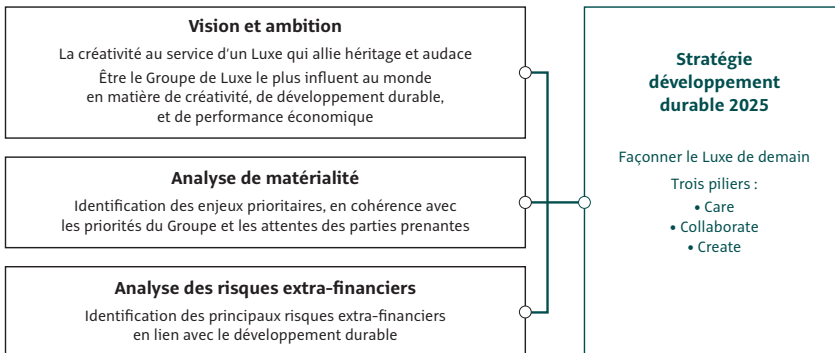 Vision et ambition
La créativité au service d'un Luxe qui allie héritage et audace
Être le Groupe de Luxe le plus influent au monde
en matière de créativité, de développement durable,
et de performance économique
Analyse de matérialité
Identification des enjeux prioritaires, en cohérence avec
les priorités du Groupe et les attentes des parties prenantes
Analyse des risques extra-financiers
Identification des principaux risques extra-financiers
en lien avec le développement durable
Stratégie
développement
durable 2025
Façonner le Luxe de demain
Trois piliers :
• Care
• Collaborate
• Create